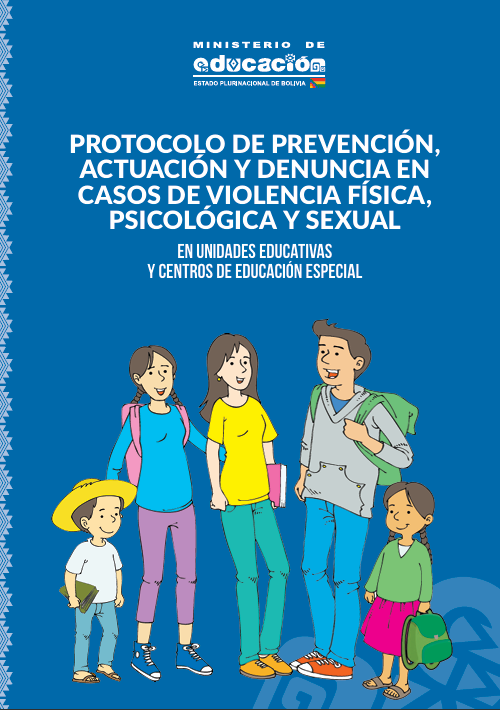 MINISTERIO DE
educación
ESTADO PLURINACIONAL DE BOLIVIA
PROTOCOLO DE PREVENCIÓN,
ACTUACIÓN Y DENUNCIA EN
CASOS DE VIOLENCIA FÍSICA,
PSICOLÓGICA Y SEXUAL
EN UNIDADES EDUCATIVAS
Y CENTROS DE EDUCACIÓN ESPECIAL